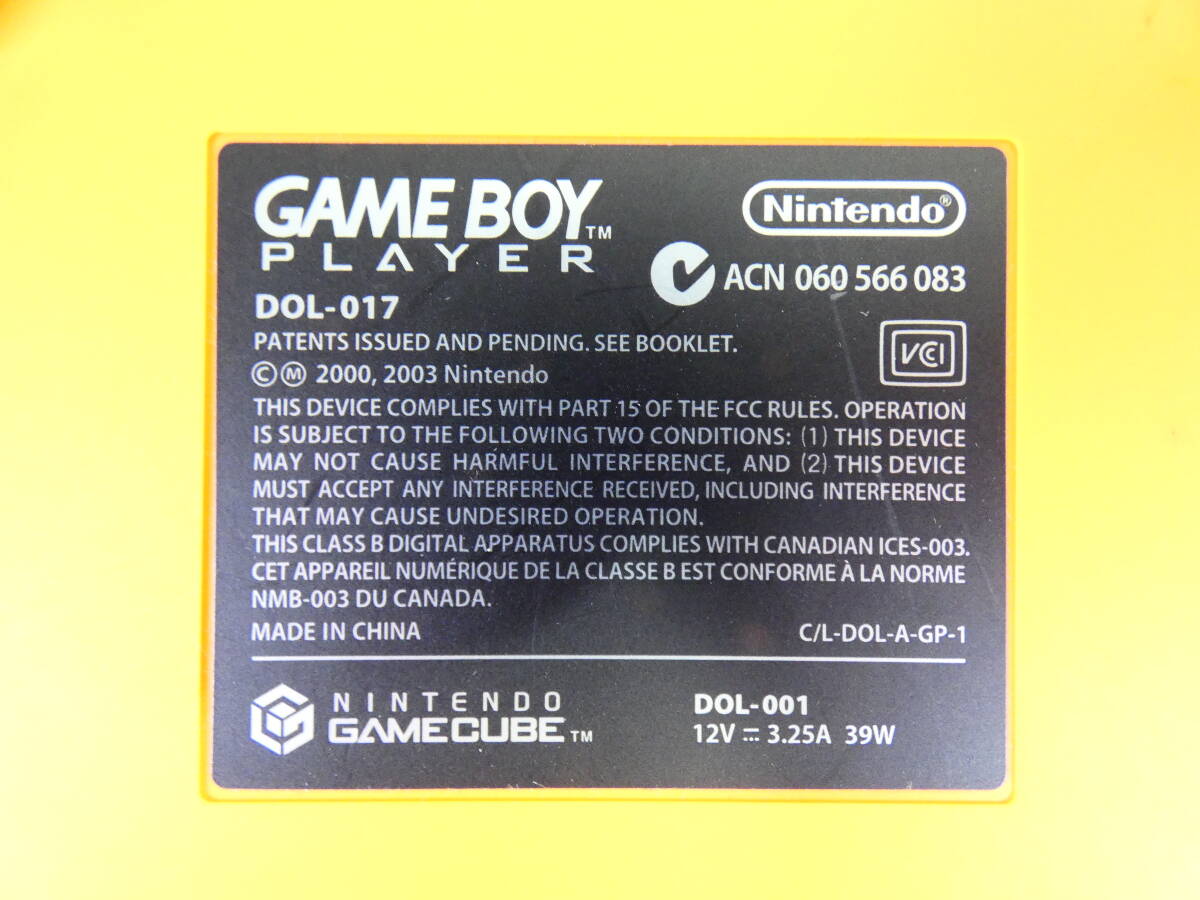 GAME BOY™
PLAYER
Nintendo®
ACN 060 566 083
DOL-017
PATENTS ISSUED AND PENDING. SEE BOOKLET.
VCCI
Ⓒ Ⓜ 2000, 2003 Nintendo
THIS DEVICE COMPLIES WITH PART 15 OF THE FCC RULES. OPERATION
IS SUBJECT TO THE FOLLOWING TWO CONDITIONS: (1) THIS DEVICE
MAY NOT CAUSE HARMFUL INTERFERENCE, AND (2) THIS DEVICE
MUST ACCEPT ANY INTERFERENCE RECEIVED, INCLUDING INTERFERENCE
THAT MAY CAUSE UNDESIRED OPERATION.
THIS CLASS B DIGITAL APPARATUS COMPLIES WITH CANADIAN ICES-003.
CET APPAREIL NUMÉRIQUE DE LA CLASSE B EST CONFORME À LA NORME
NMB-003 DU CANADA.
MADE IN CHINA C/L-DOL-A-GP-1
NINTENDO
GAMECUBE™
DOL-001
12V ⎓ 3.25A 39W